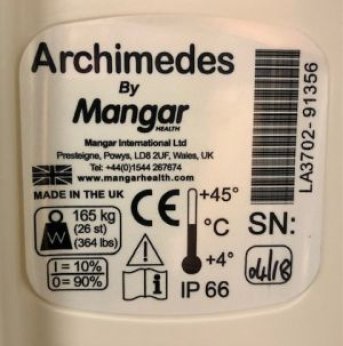 Archimedes
By
Mangar
HEALTH
Mangar International Ltd
Presteigne, Powys, LD8 2UF, Wales, UK
Tel: +44(0)1544 267674
www.mangarhealth.com
MADE IN THE UK
165 kg
(26 st)
(364 lbs)
W
I = 10%
0 = 90%
CE
+45°
°C
+4°
IP 66
i
SN:
04/18
LA3702- 91356